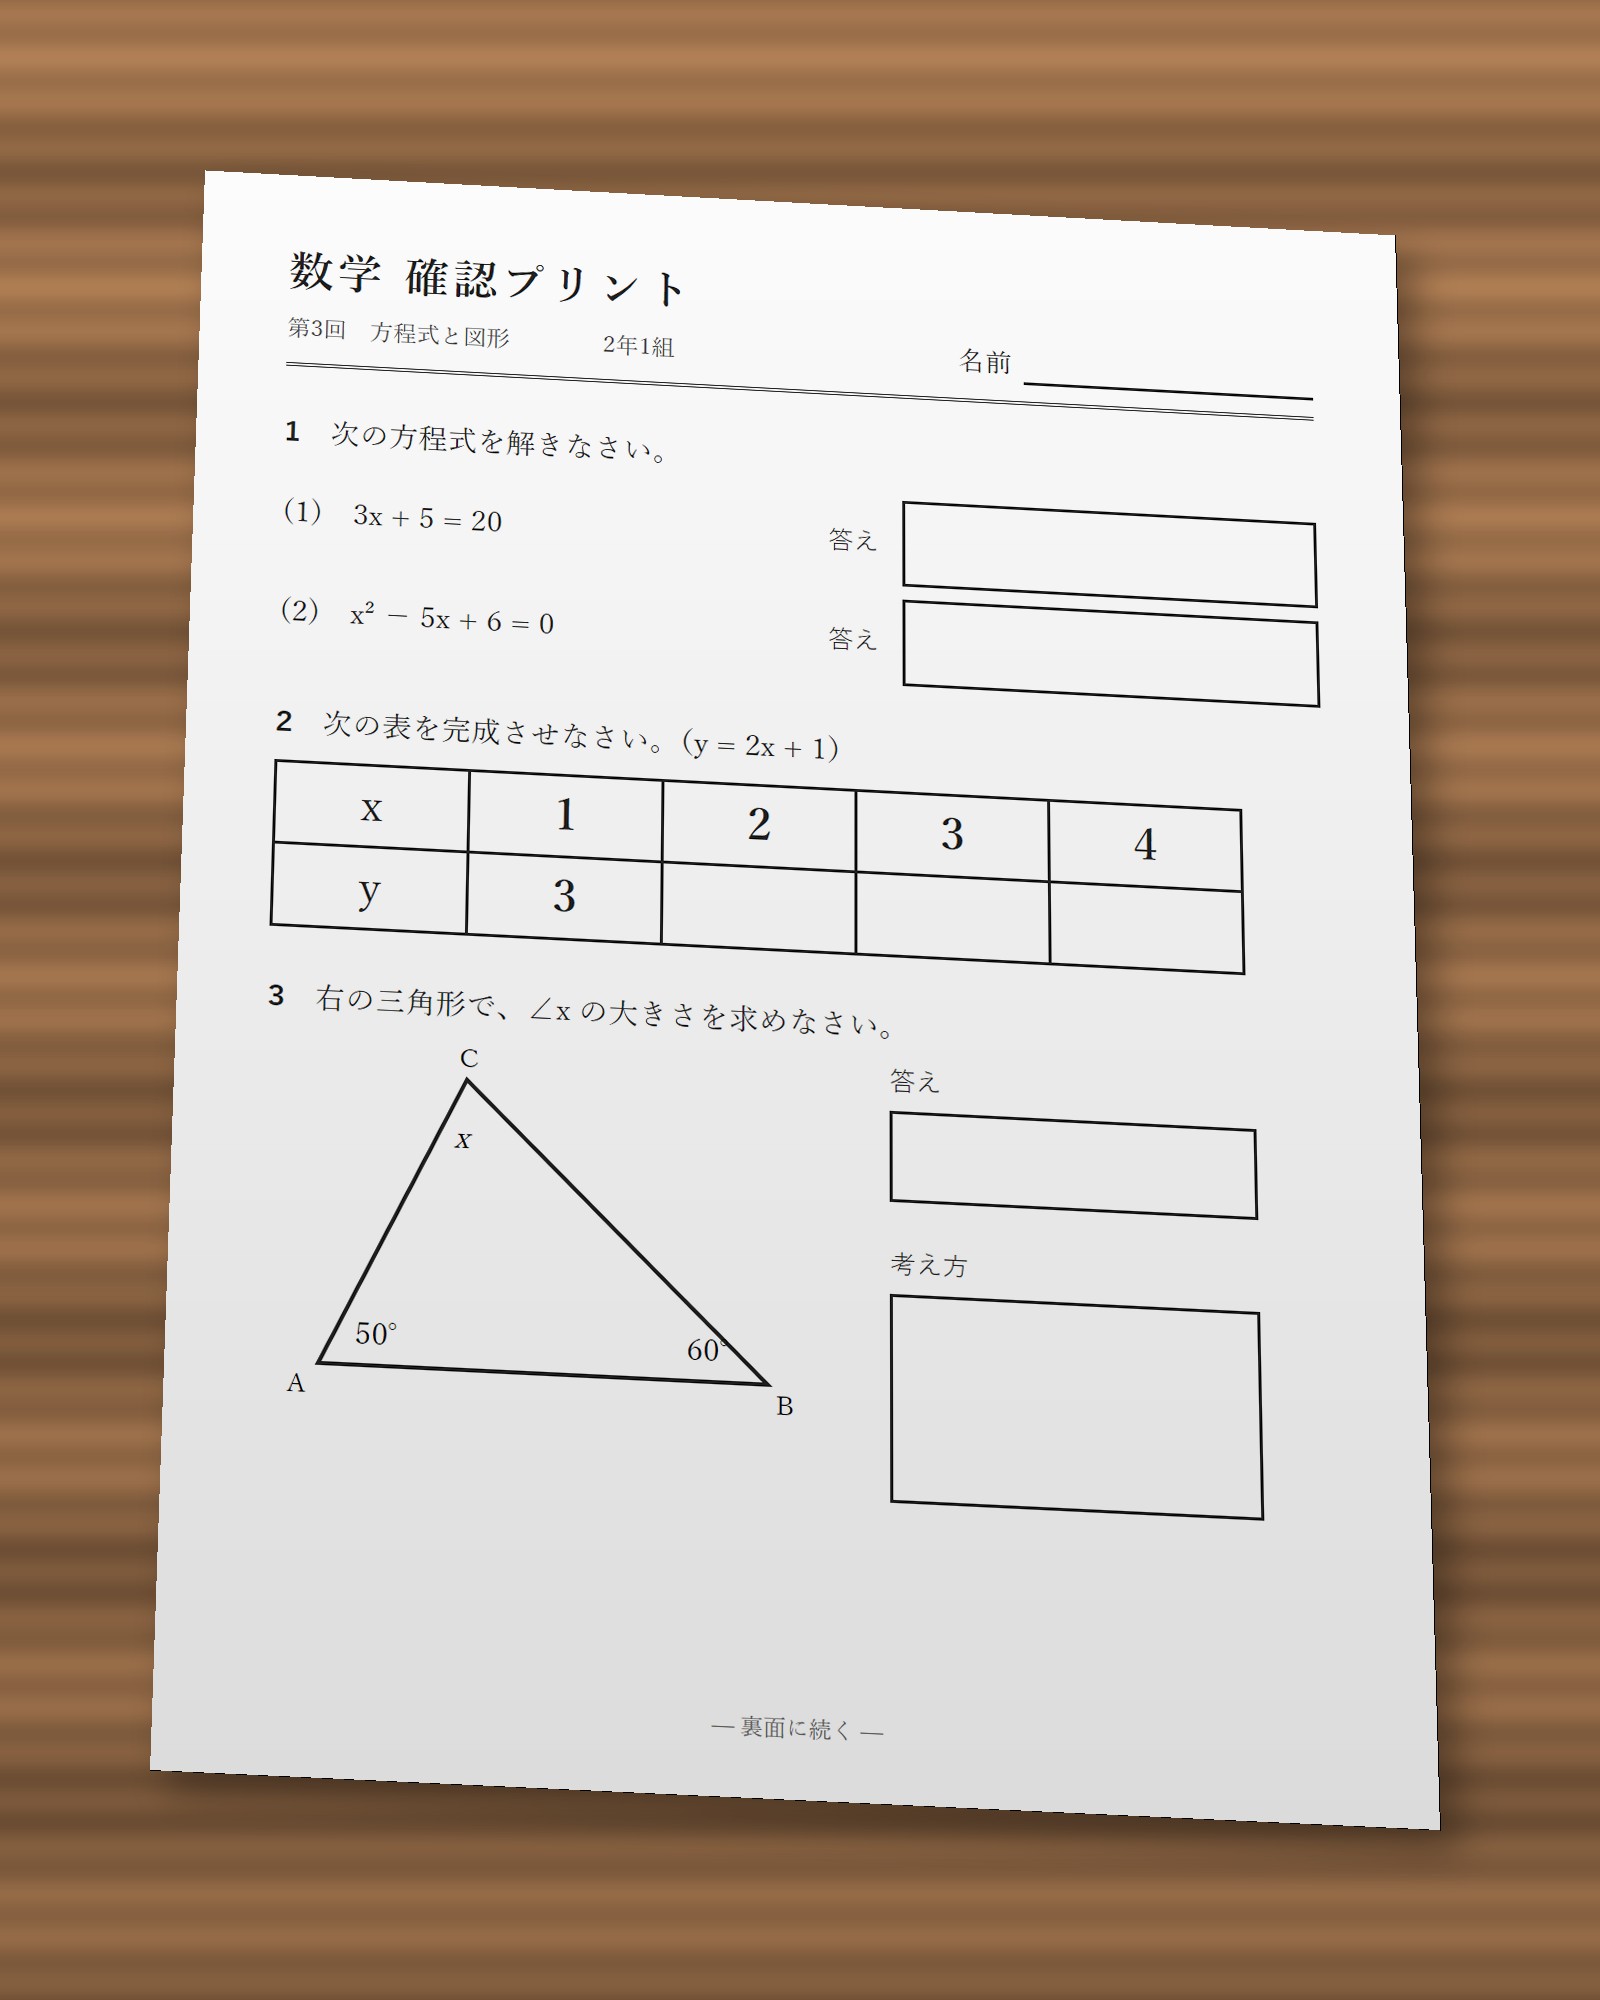 数学 確認プリント
第3回　方程式と図形　2年1組
名前
1　次の方程式を解きなさい。
(1)　3x + 5 = 20　答え
(2)　x² − 5x + 6 = 0　答え
2　次の表を完成させなさい。（y = 2x + 1）
x 1 2 3 4
y 3
3　右の三角形で、∠x の大きさを求めなさい。
C
x
50°
60°
A
B
答え
考え方
― 裏面に続く ―